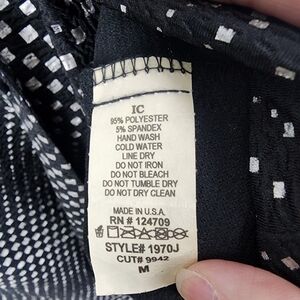 IC
95% POLYESTER
5% SPANDEX
HAND WASH
COLD WATER
LINE DRY
DO NOT IRON
DO NOT BLEACH
DO NOT TUMBLE DRY
DO NOT DRY CLEAN
MADE IN U.S.A.
RN # 124709
STYLE# 1970J
CUT# 9942
M